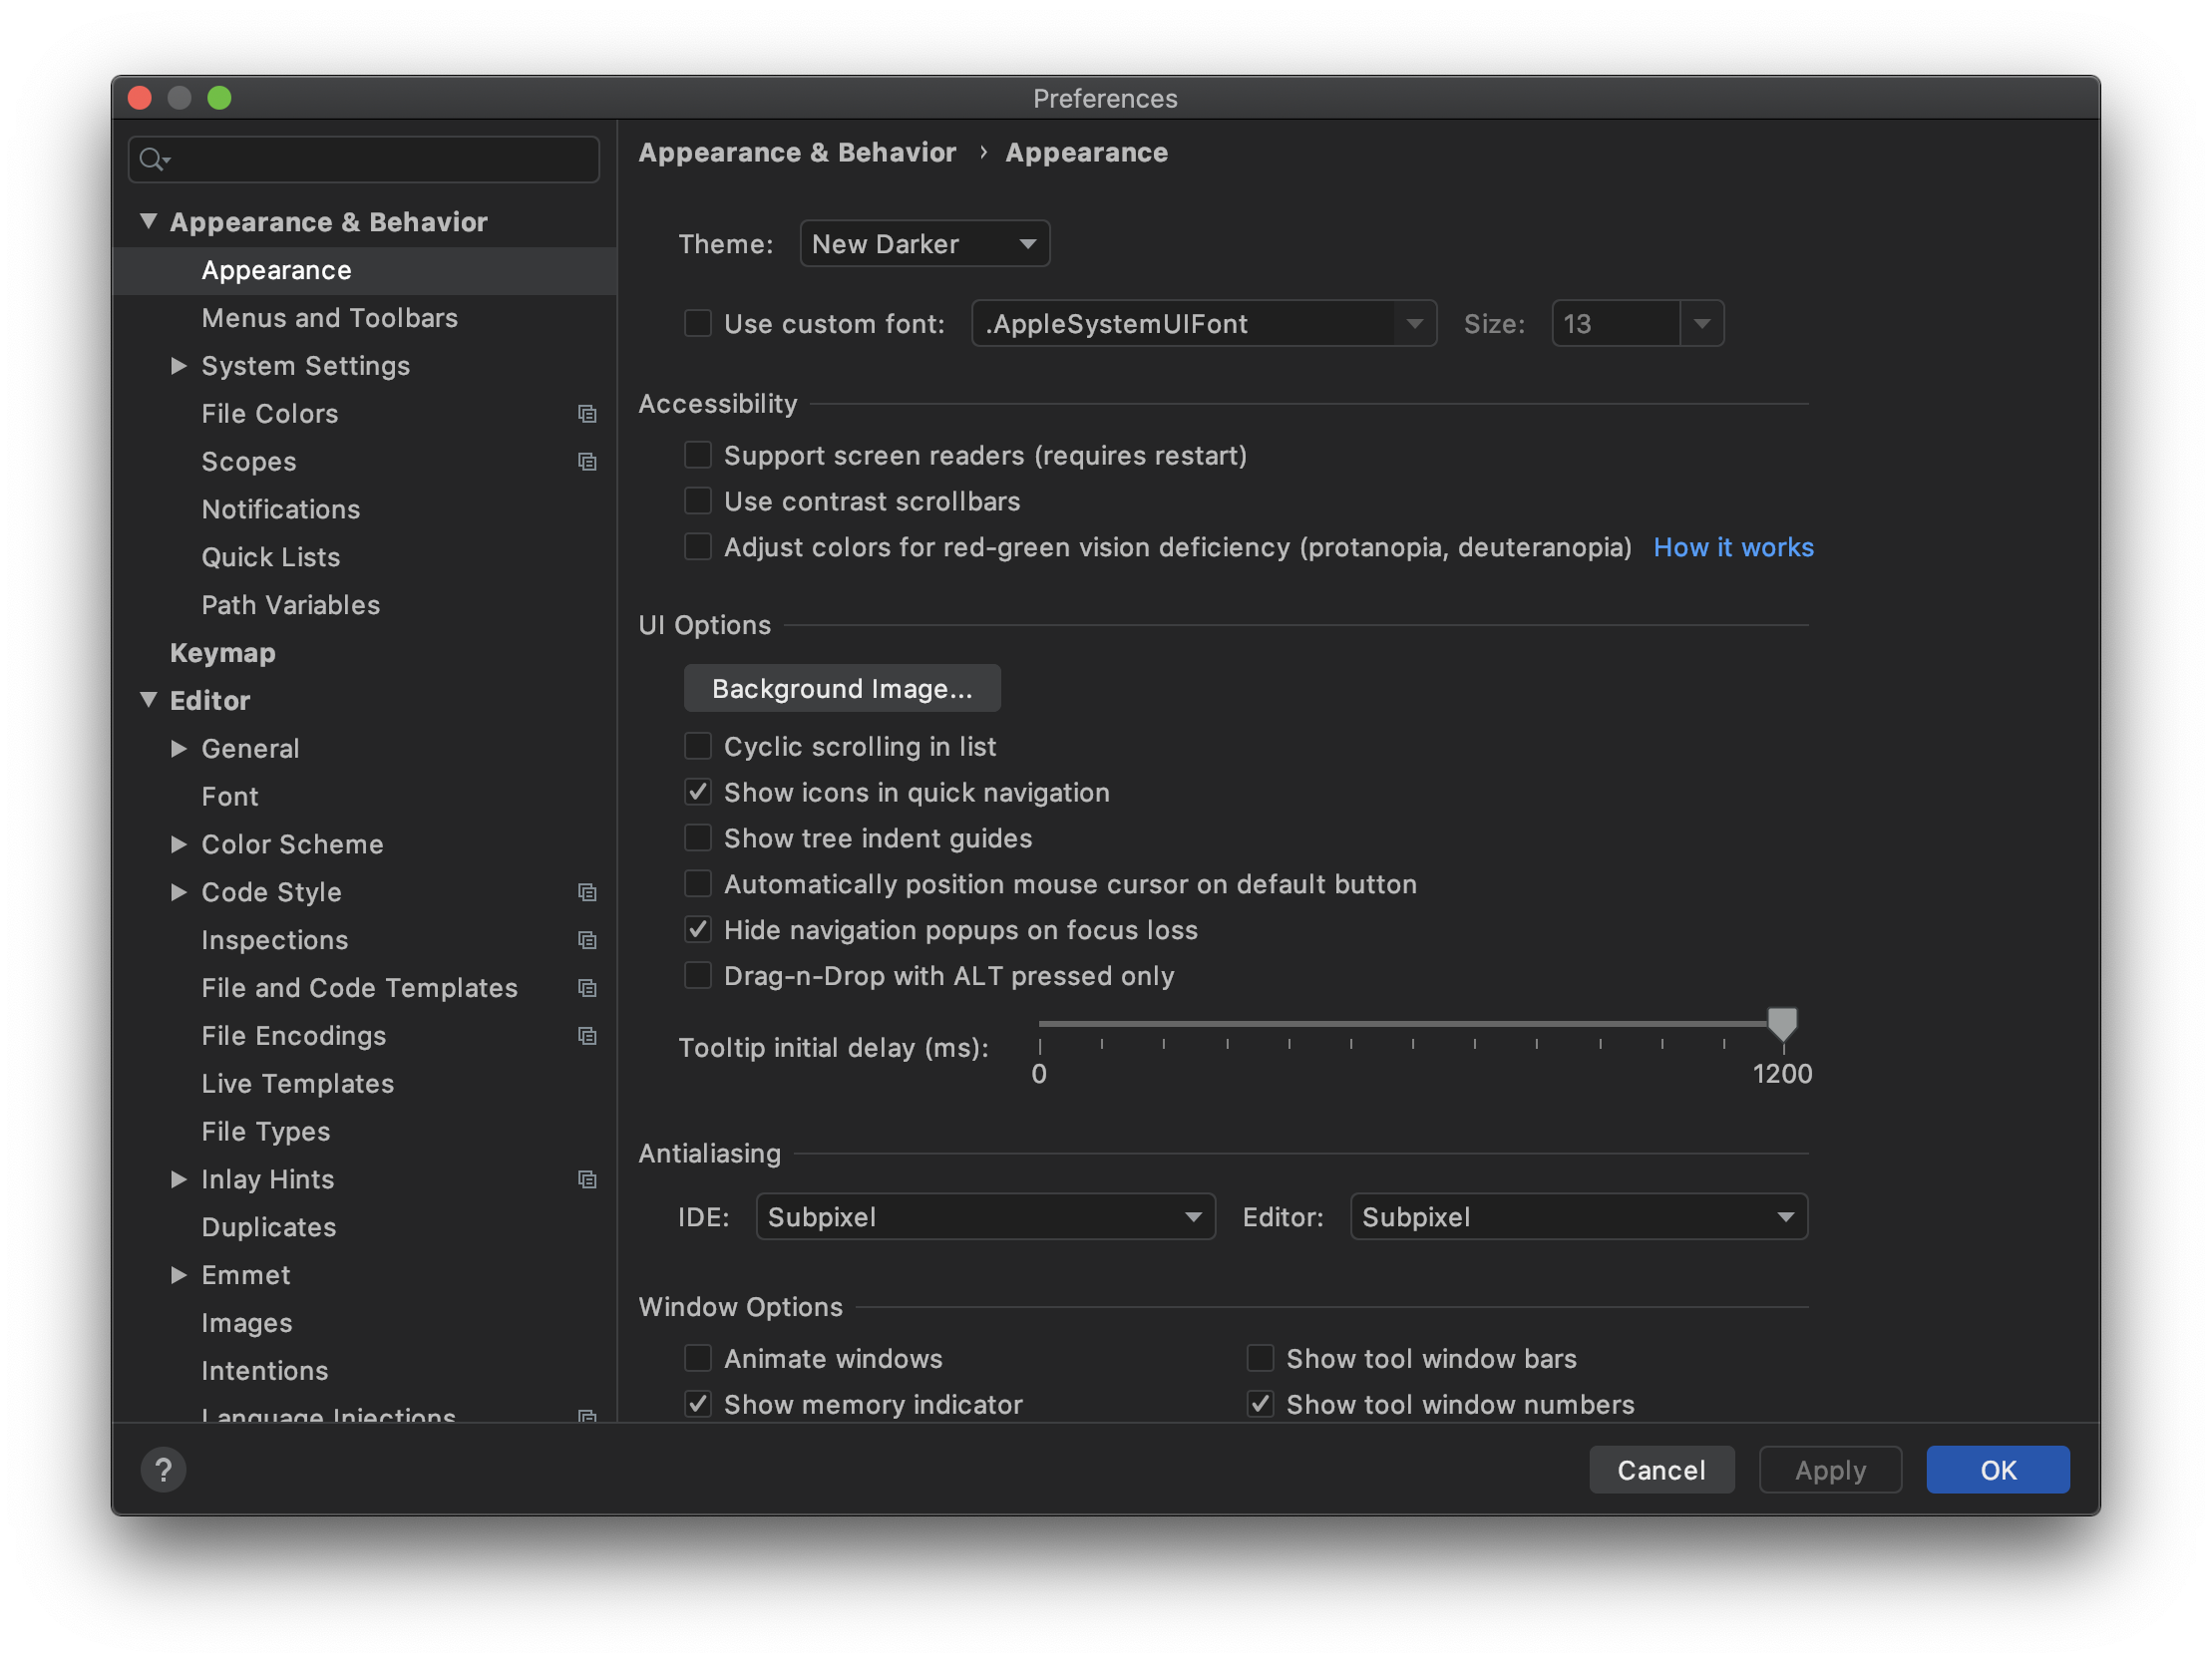 Preferences
Appearance & Behavior
Appearance
Menus and Toolbars
System Settings
File Colors
Scopes
Notifications
Quick Lists
Path Variables
Keymap
Editor
General
Font
Color Scheme
Code Style
Inspections
File and Code Templates
File Encodings
Live Templates
File Types
Inlay Hints
Duplicates
Emmet
Images
Intentions
Language Injections
Appearance & Behavior › Appearance
Theme: New Darker
Use custom font: .AppleSystemUIFont Size: 13
Accessibility
Support screen readers (requires restart)
Use contrast scrollbars
Adjust colors for red-green vision deficiency (protanopia, deuteranopia) How it works
UI Options
Background Image...
Cyclic scrolling in list
Show icons in quick navigation
Show tree indent guides
Automatically position mouse cursor on default button
Hide navigation popups on focus loss
Drag-n-Drop with ALT pressed only
Tooltip initial delay (ms):
0 1200
Antialiasing
IDE: Subpixel Editor: Subpixel
Window Options
Animate windows Show tool window bars
Show memory indicator Show tool window numbers
? Cancel Apply OK